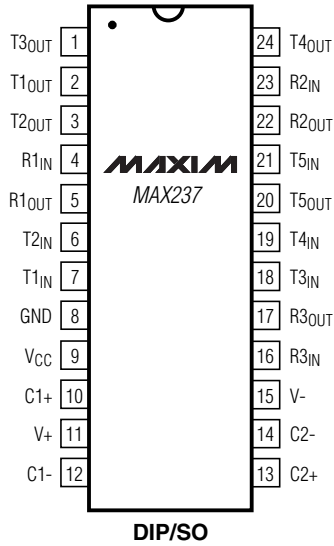 T3OUT 1 24 T4OUT
T1OUT 2 23 R2IN
T2OUT 3 22 R2OUT
R1IN 4 MAXIM 21 T5IN
R1OUT 5 MAX237 20 T5OUT
T2IN 6 19 T4IN
T1IN 7 18 T3IN
GND 8 17 R3OUT
VCC 9 16 R3IN
C1+ 10 15 V-
V+ 11 14 C2-
C1- 12 13 C2+
DIP/SO